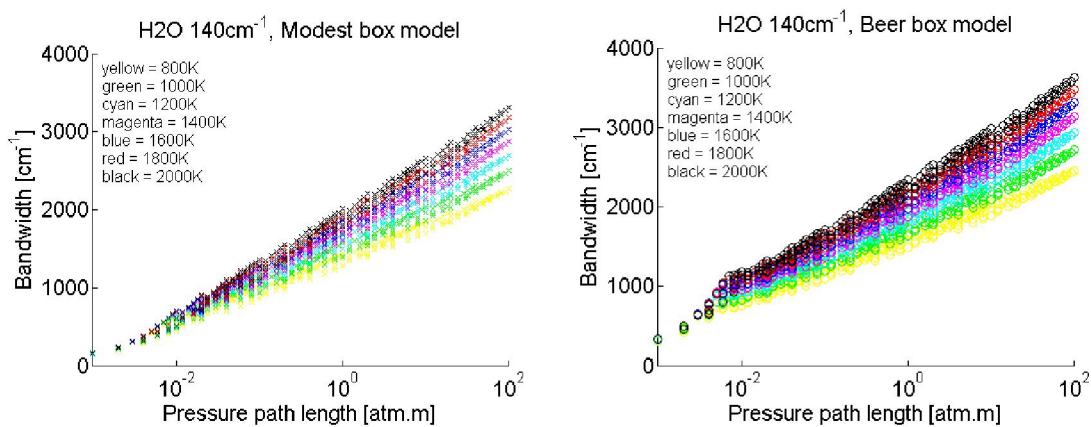 H2O 140cm-1, Modest box model
4000
3000
2000
1000
0
Bandwidth [cm-1]
yellow = 800K
green = 1000K
cyan = 1200K
magenta = 1400K
blue = 1600K
red = 1800K
black = 2000K
10-2
100
102
Pressure path length [atm.m]
H2O 140cm-1, Beer box model
4000
3000
2000
1000
0
Bandwidth [cm-1]
yellow = 800K
green = 1000K
cyan = 1200K
magenta = 1400K
blue = 1600K
red = 1800K
black = 2000K
10-2
100
102
Pressure path length [atm.m]